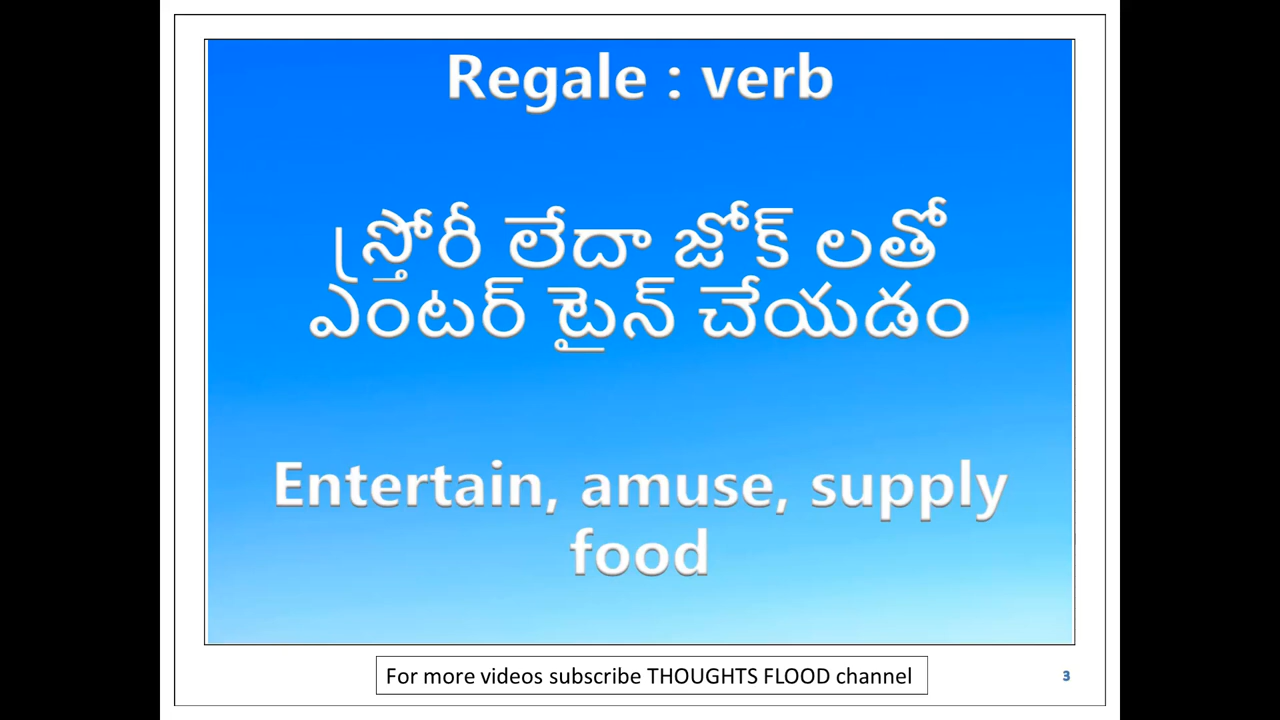 Regale : verb
స్త్రోరీ లేదా జోక్ లతో
ఎంటర్ టైన్ చేయడం
Entertain, amuse, supply
food
For more videos subscribe THOUGHTS FLOOD channel
3